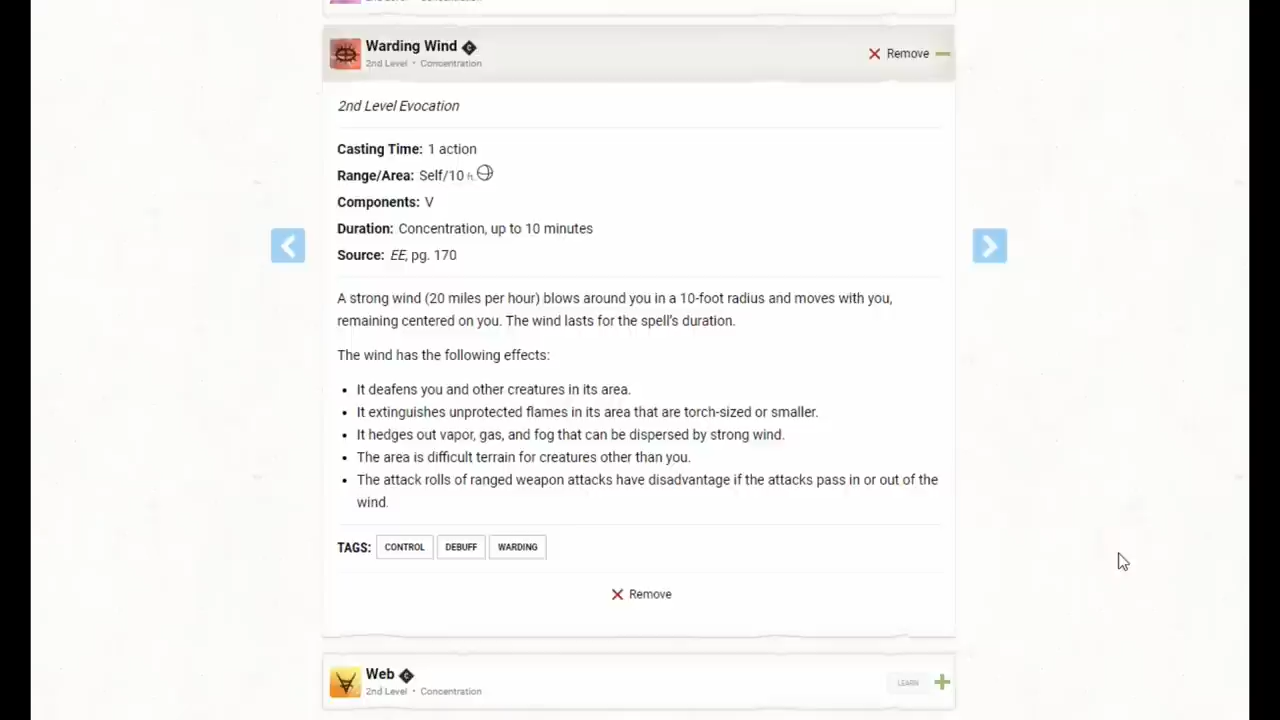 Warding Wind
2nd Level • Concentration
Remove
2nd Level Evocation
Casting Time: 1 action
Range/Area: Self/10 ft
Components: V
Duration: Concentration, up to 10 minutes
Source: EE, pg. 170
A strong wind (20 miles per hour) blows around you in a 10-foot radius and moves with you,
remaining centered on you. The wind lasts for the spell's duration.
The wind has the following effects:
• It deafens you and other creatures in its area.
• It extinguishes unprotected flames in its area that are torch-sized or smaller.
• It hedges out vapor, gas, and fog that can be dispersed by strong wind.
• The area is difficult terrain for creatures other than you.
• The attack rolls of ranged weapon attacks have disadvantage if the attacks pass in or out of the
wind.
TAGS: CONTROL DEBUFF WARDING
Remove
Web
2nd Level • Concentration
LEARN